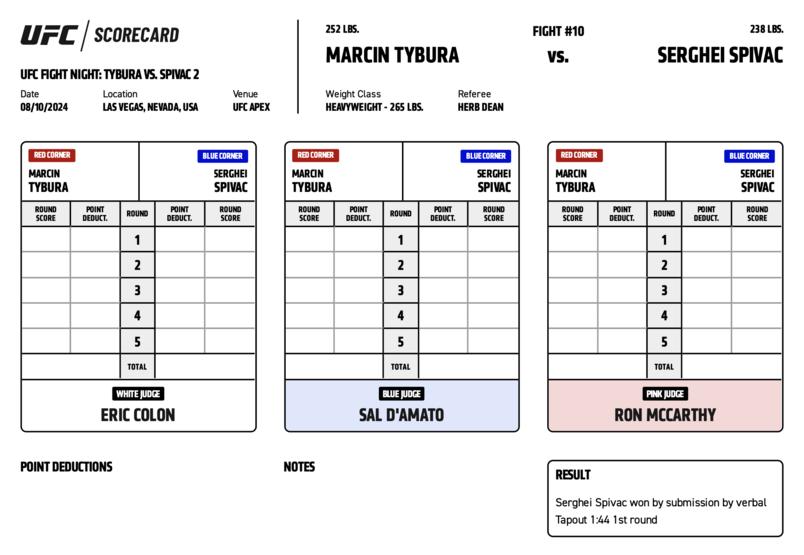 UFC SCORECARD
UFC FIGHT NIGHT: TYBURA VS. SPIVAC 2
Date Location Venue
08/10/2024 LAS VEGAS, NEVADA, USA UFC APEX
252 LBS. FIGHT #10 238 LBS.
MARCIN TYBURA vs. SERGHEI SPIVAC
Weight Class Referee
HEAVYWEIGHT - 265 LBS. HERB DEAN
RED CORNER BLUE CORNER
MARCIN SERGHEI
TYBURA SPIVAC
ROUND POINT ROUND POINT ROUND
SCORE DEDUCT. DEDUCT. SCORE
1
2
3
4
5
TOTAL
WHITE JUDGE
ERIC COLON
RED CORNER BLUE CORNER
MARCIN SERGHEI
TYBURA SPIVAC
ROUND POINT ROUND POINT ROUND
SCORE DEDUCT. DEDUCT. SCORE
1
2
3
4
5
TOTAL
BLUE JUDGE
SAL D'AMATO
RED CORNER BLUE CORNER
MARCIN SERGHEI
TYBURA SPIVAC
ROUND POINT ROUND POINT ROUND
SCORE DEDUCT. DEDUCT. SCORE
1
2
3
4
5
TOTAL
PINK JUDGE
RON MCCARTHY
POINT DEDUCTIONS
NOTES
RESULT
Serghei Spivac won by submission by verbal
Tapout 1:44 1st round